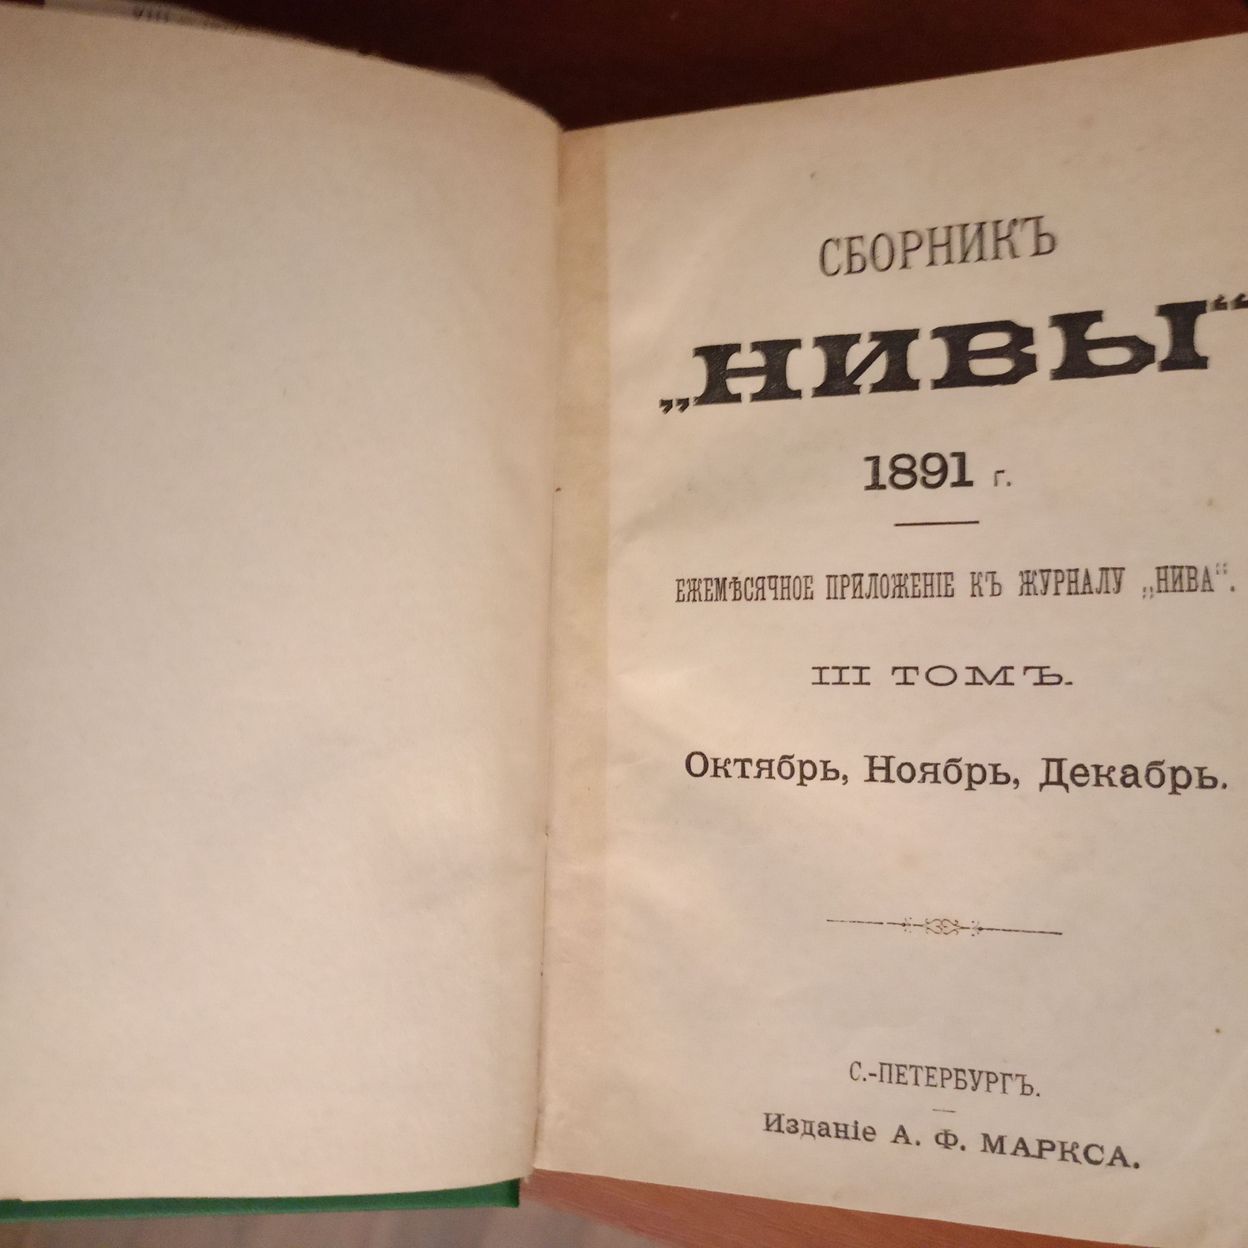 СБОРНИКЪ
„НИВЫ“
1891 г.
ЕЖЕМѢСЯЧНОЕ ПРИЛОЖЕНІЕ КЪ ЖУРНАЛУ „НИВА“.
III ТОМЪ.
Октябрь, Ноябрь, Декабрь.
С.-ПЕТЕРБУРГЪ.
Изданіе А. Ф. МАРКСА.